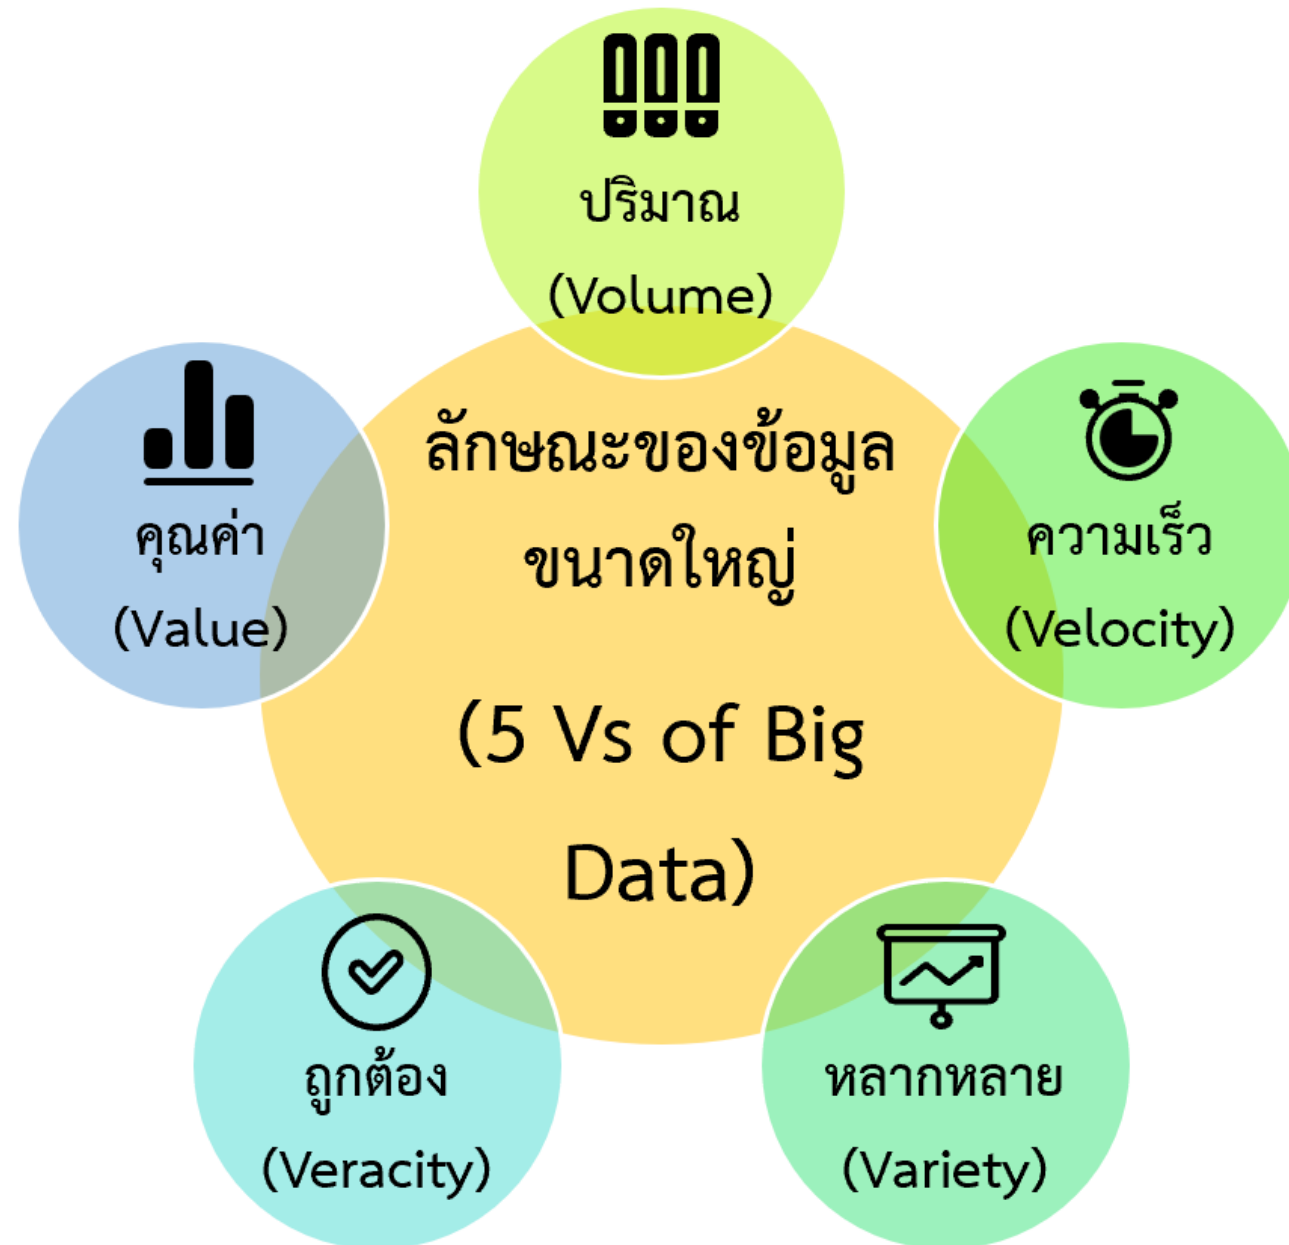 ปริมาณ
(Volume)
ลักษณะของข้อมูล
ขนาดใหญ่
(5 Vs of Big
Data)
คุณค่า
(Value)
ความเร็ว
(Velocity)
ถูกต้อง
(Veracity)
หลากหลาย
(Variety)